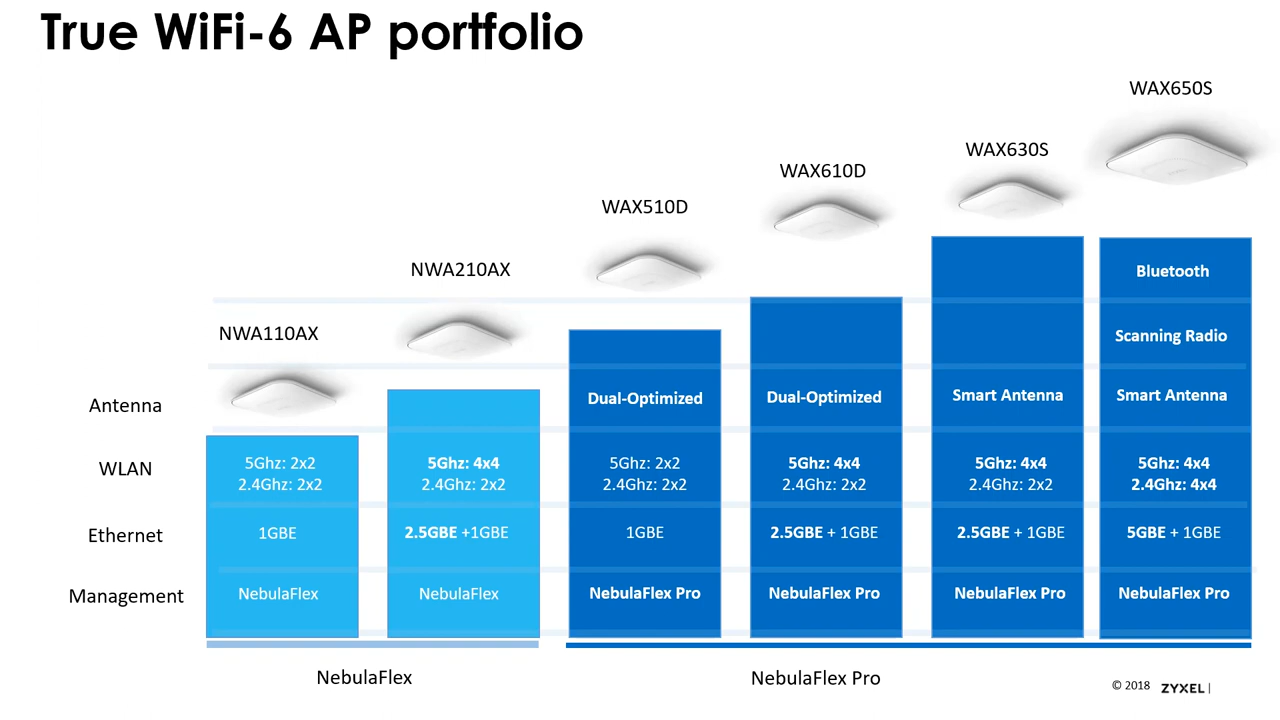 True WiFi-6 AP portfolio
WAX650S
WAX630S
WAX610D
WAX510D
NWA210AX
NWA110AX
Bluetooth
Scanning Radio
Antenna
Dual-Optimized
Dual-Optimized
Smart Antenna
Smart Antenna
WLAN
5Ghz: 2x2
2.4Ghz: 2x2
5Ghz: 4x4
2.4Ghz: 2x2
5Ghz: 2x2
2.4Ghz: 2x2
5Ghz: 4x4
2.4Ghz: 2x2
5Ghz: 4x4
2.4Ghz: 2x2
5Ghz: 4x4
2.4Ghz: 4x4
Ethernet
1GBE
2.5GBE +1GBE
1GBE
2.5GBE + 1GBE
2.5GBE + 1GBE
5GBE + 1GBE
Management
NebulaFlex
NebulaFlex
NebulaFlex Pro
NebulaFlex Pro
NebulaFlex Pro
NebulaFlex Pro
NebulaFlex
NebulaFlex Pro
© 2018 ZYXEL |